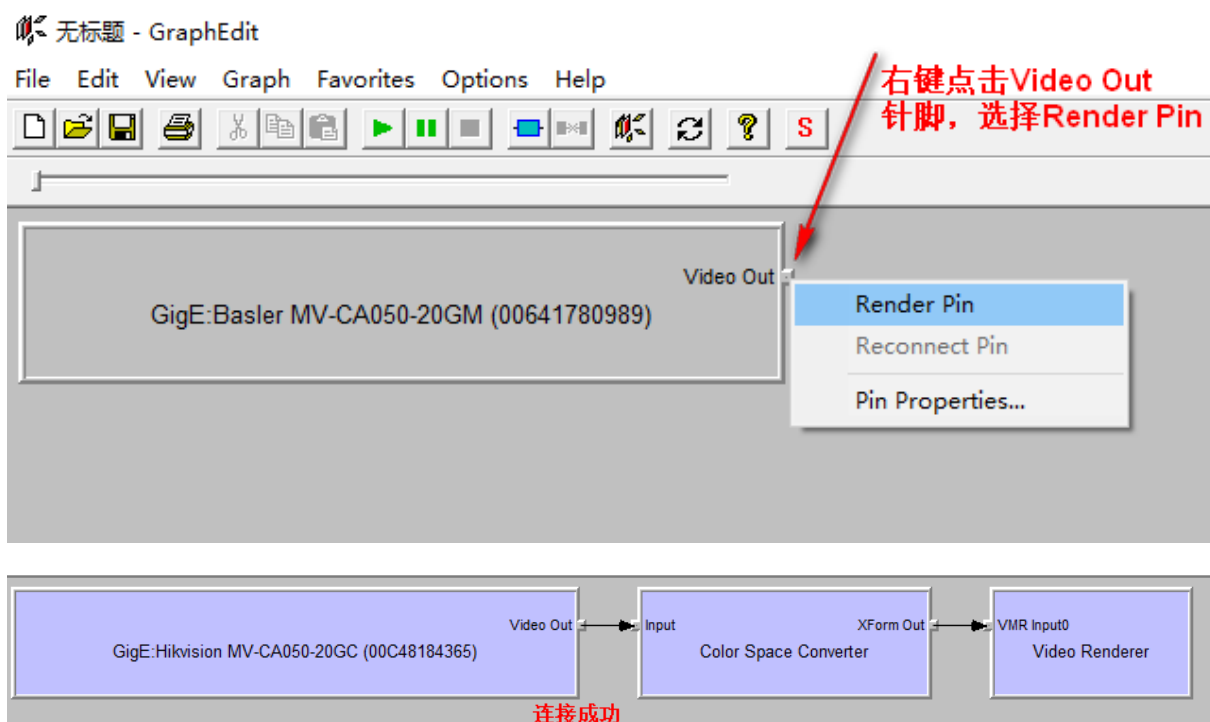 无标题 - GraphEdit
File Edit View Graph Favorites Options Help
右键点击Video Out
针脚，选择Render Pin
S
Video Out
GigE:Basler MV-CA050-20GM (00641780989)
Render Pin
Reconnect Pin
Pin Properties...
Video Out
Input
XForm Out
VMR Input0
GigE:Hikvision MV-CA050-20GC (00C48184365)
Color Space Converter
Video Renderer
连接成功